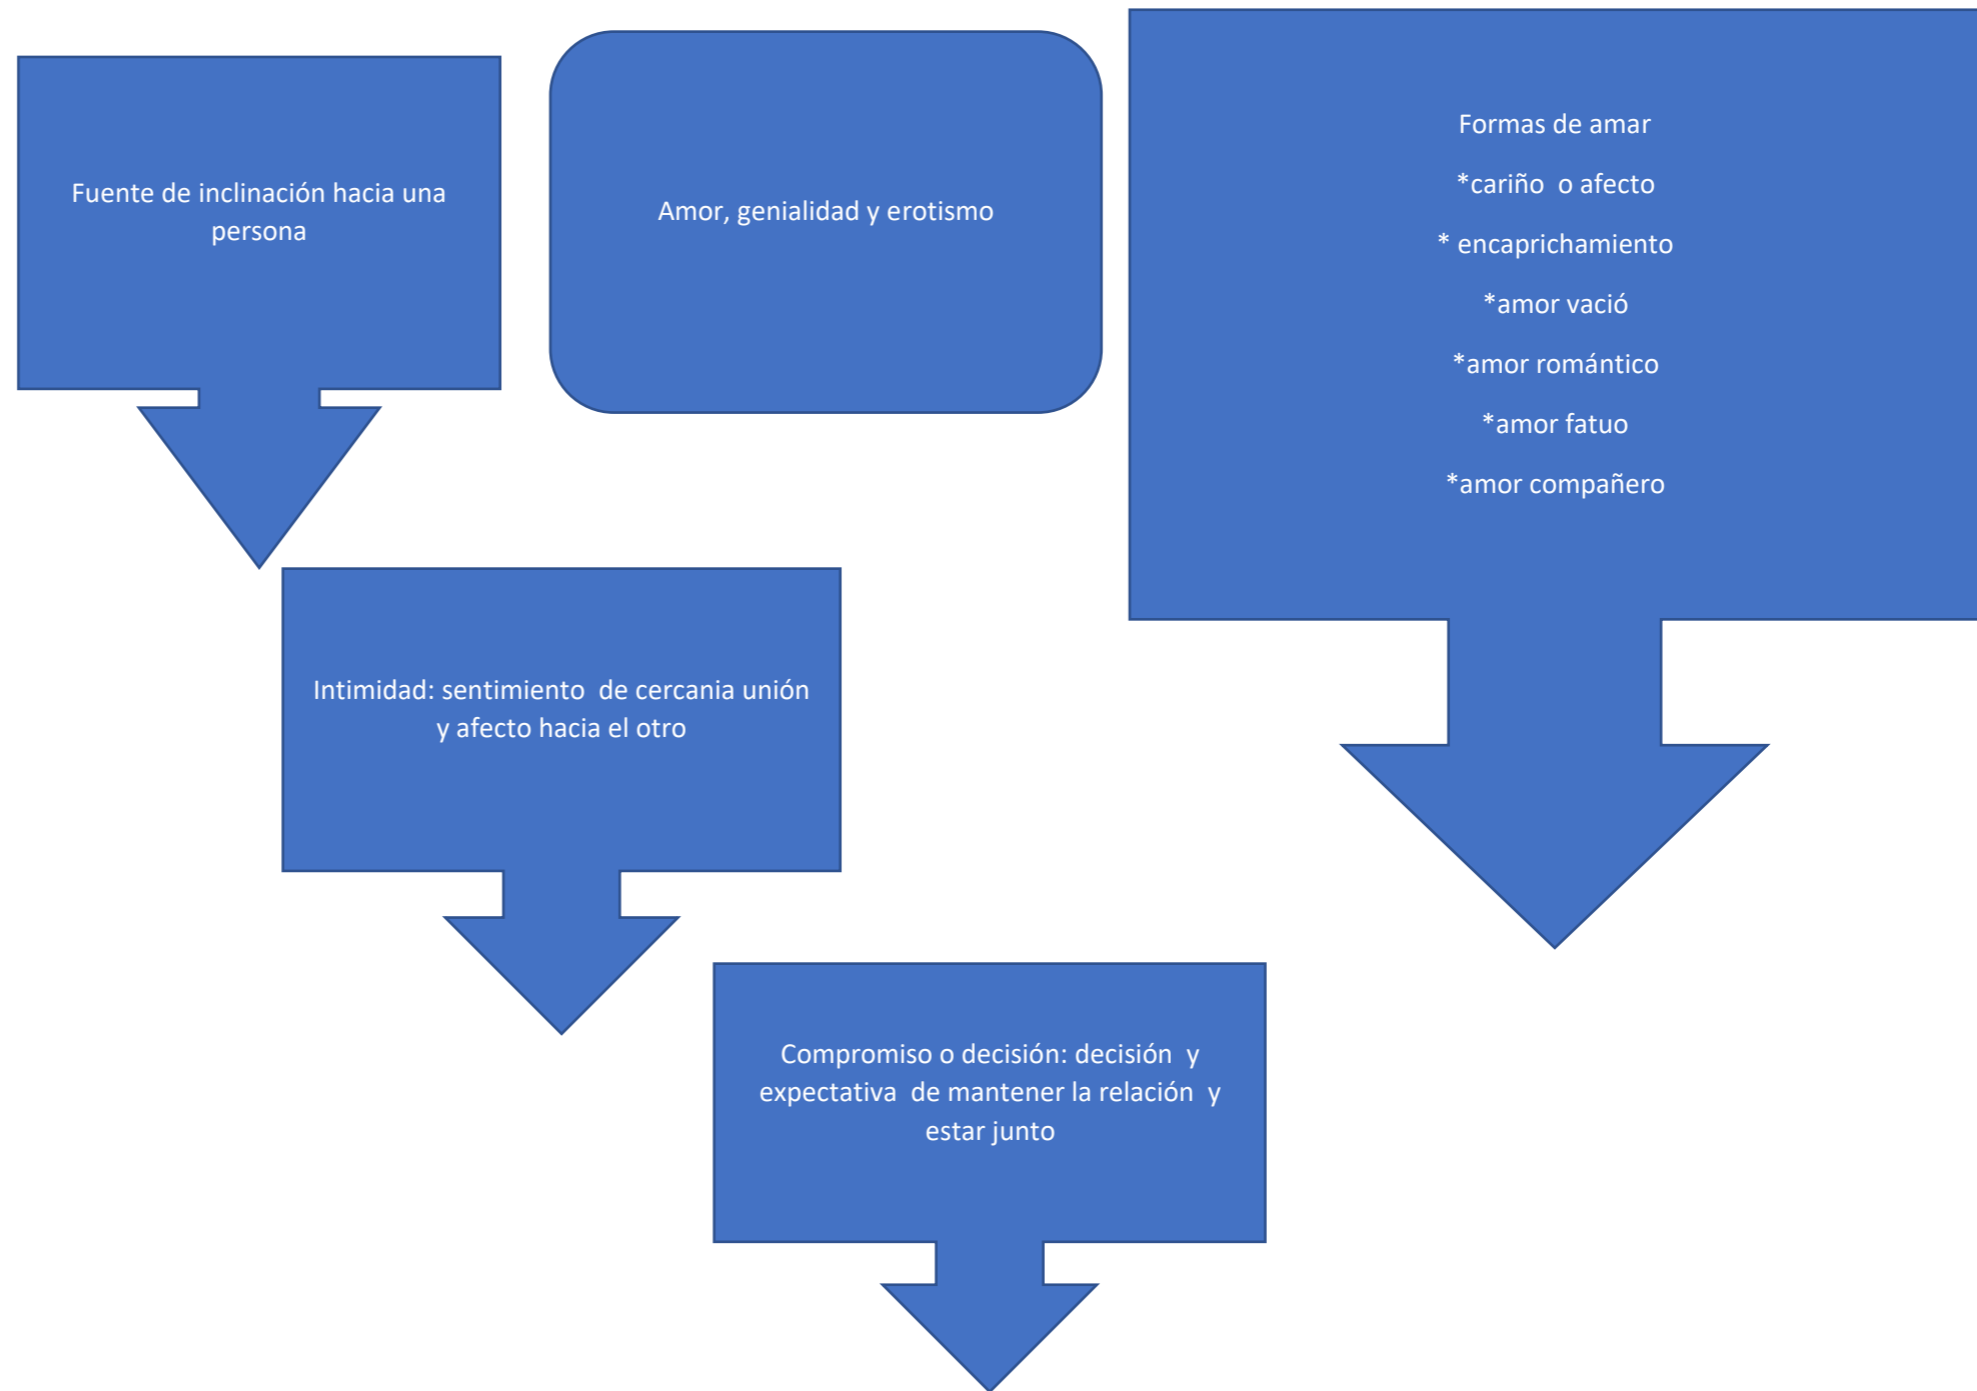 Fuente de inclinación hacia una
persona
Amor, genialidad y erotismo
Formas de amar
*cariño  o afecto
* encaprichamiento
*amor vació
*amor romántico
*amor fatuo
*amor compañero
Intimidad: sentimiento  de cercania unión
y afecto hacia el otro
Compromiso o decisión: decisión  y
expectativa  de mantener la relación  y
estar junto